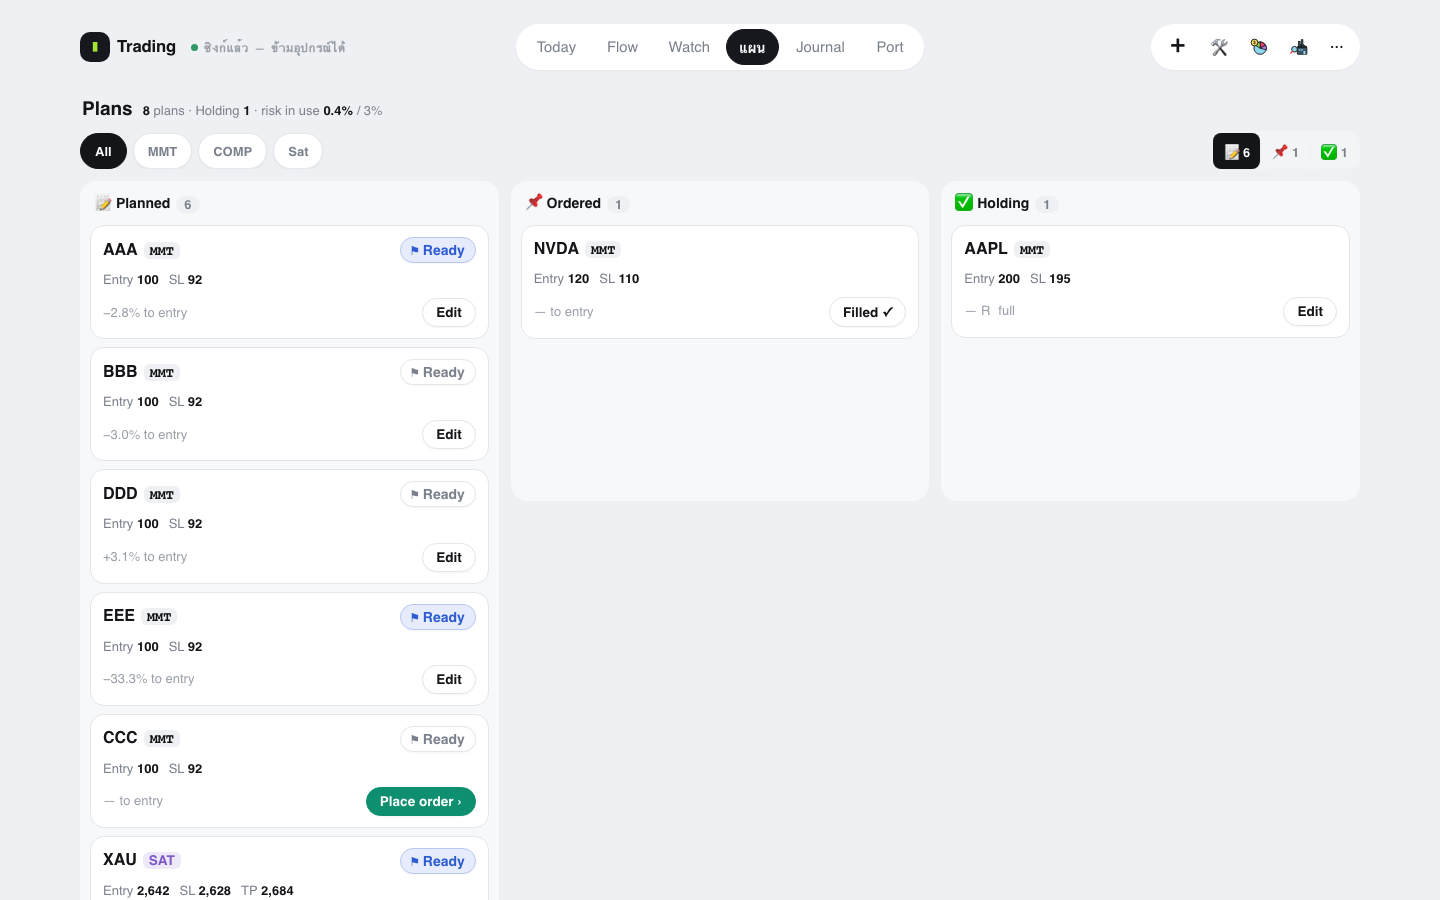 Trading ซิงก์แล้ว — ข้ามอุปกรณ์ได้
Today Flow Watch แผน Journal Port
+ ···
Plans 8 plans · Holding 1 · risk in use 0.4% / 3%
All MMT COMP Sat
6 1 1
Planned 6
AAA MMT ⚑ Ready
Entry 100 SL 92
−2.8% to entry Edit
BBB MMT ⚑ Ready
Entry 100 SL 92
−3.0% to entry Edit
DDD MMT ⚑ Ready
Entry 100 SL 92
+3.1% to entry Edit
EEE MMT ⚑ Ready
Entry 100 SL 92
−33.3% to entry Edit
CCC MMT ⚑ Ready
Entry 100 SL 92
— to entry Place order ›
XAU SAT ⚑ Ready
Entry 2,642 SL 2,628 TP 2,684
Ordered 1
NVDA MMT
Entry 120 SL 110
— to entry Filled ✓
Holding 1
AAPL MMT
Entry 200 SL 195
— R full Edit